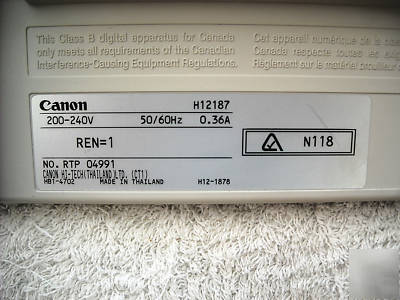 This Class B digital apparatus for Canada
only meets all requirements of the Canadian
Interference-Causing Equipment Regulations.
Cet appareil numérique de la c
Canada respecte toutes les
Règlement sur le matériel brouilleur
Canon H12187
200-240V 50/60Hz 0.36A
REN=1
N118
NO. RTP 04991
CANON HI-TECH(THAILAND)LTD. (CT1)
HB1-4702 MADE IN THAILAND H12-1878